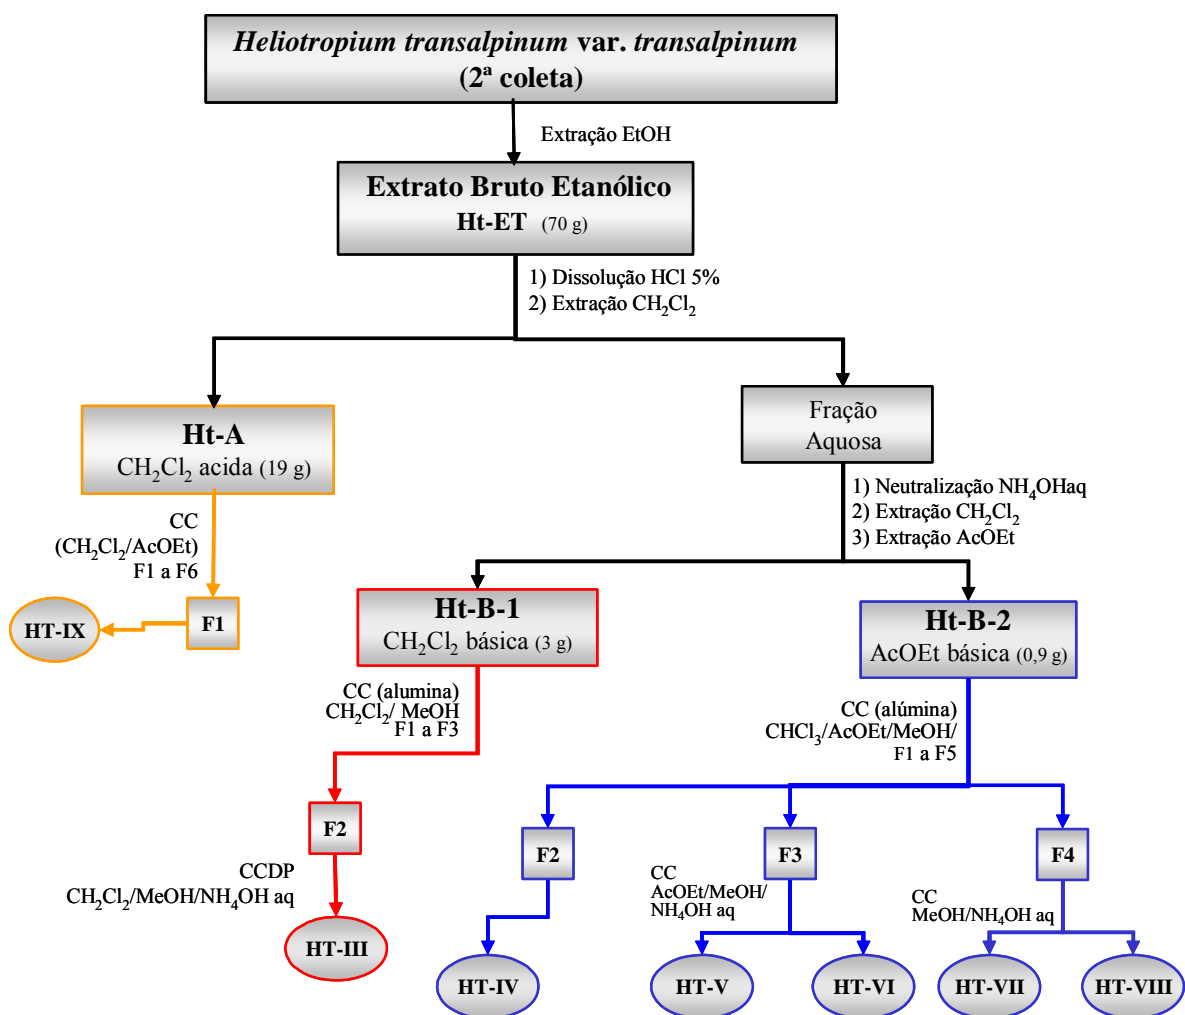 Heliotropium transalpinum var. transalpinum
(2ª coleta)
Extração EtOH
Extrato Bruto Etanólico
Ht-ET (70 g)
1) Dissolução HCl 5%
2) Extração CH2Cl2
Ht-A
CH2Cl2 acida (19 g)
Fração
Aquosa
1) Neutralização NH4OHaq
2) Extração CH2Cl2
3) Extração AcOEt
CC
(CH2Cl2/AcOEt)
F1 a F6
F1
HT-IX
Ht-B-1
CH2Cl2 básica (3 g)
Ht-B-2
AcOEt básica (0,9 g)
CC (alumina)
CH2Cl2/ MeOH
F1 a F3
CC (alúmina)
CHCl3/AcOEt/MeOH/
F1 a F5
F2
F2
F3
F4
CCDP
CH2Cl2/MeOH/NH4OH aq
CC
AcOEt/MeOH/
NH4OH aq
CC
MeOH/NH4OH aq
HT-III
HT-IV
HT-V
HT-VI
HT-VII
HT-VIII